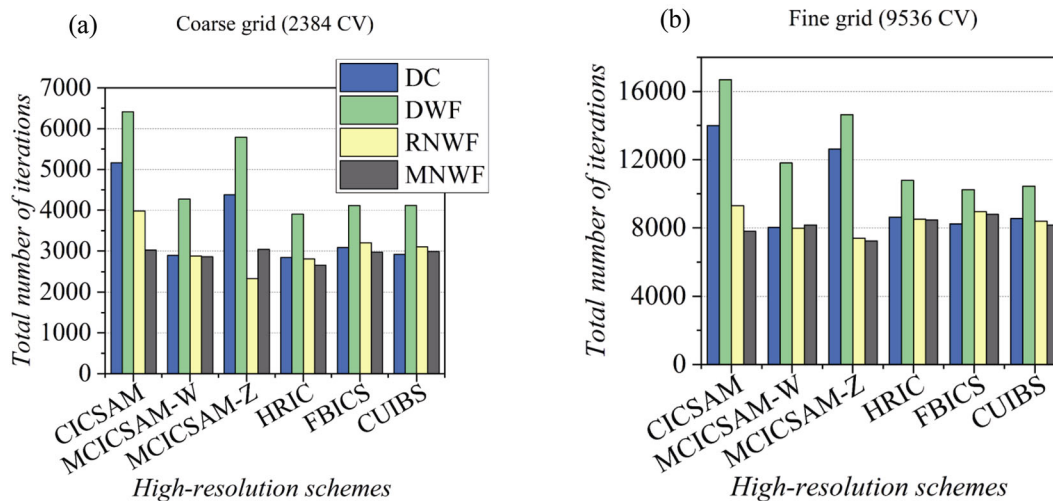 (a)
Coarse grid (2384 CV)
Total number of iterations
7000
6000
5000
4000
3000
2000
1000
0
DC
DWF
RNWF
MNWF
CICSAM
MCICSAM-W
MCICSAM-Z
HRIC
FBICS
CUIBS
High-resolution schemes
(b)
Fine grid (9536 CV)
Total number of iterations
16000
12000
8000
4000
0
CICSAM
MCICSAM-W
MCICSAM-Z
HRIC
FBICS
CUIBS
High-resolution schemes